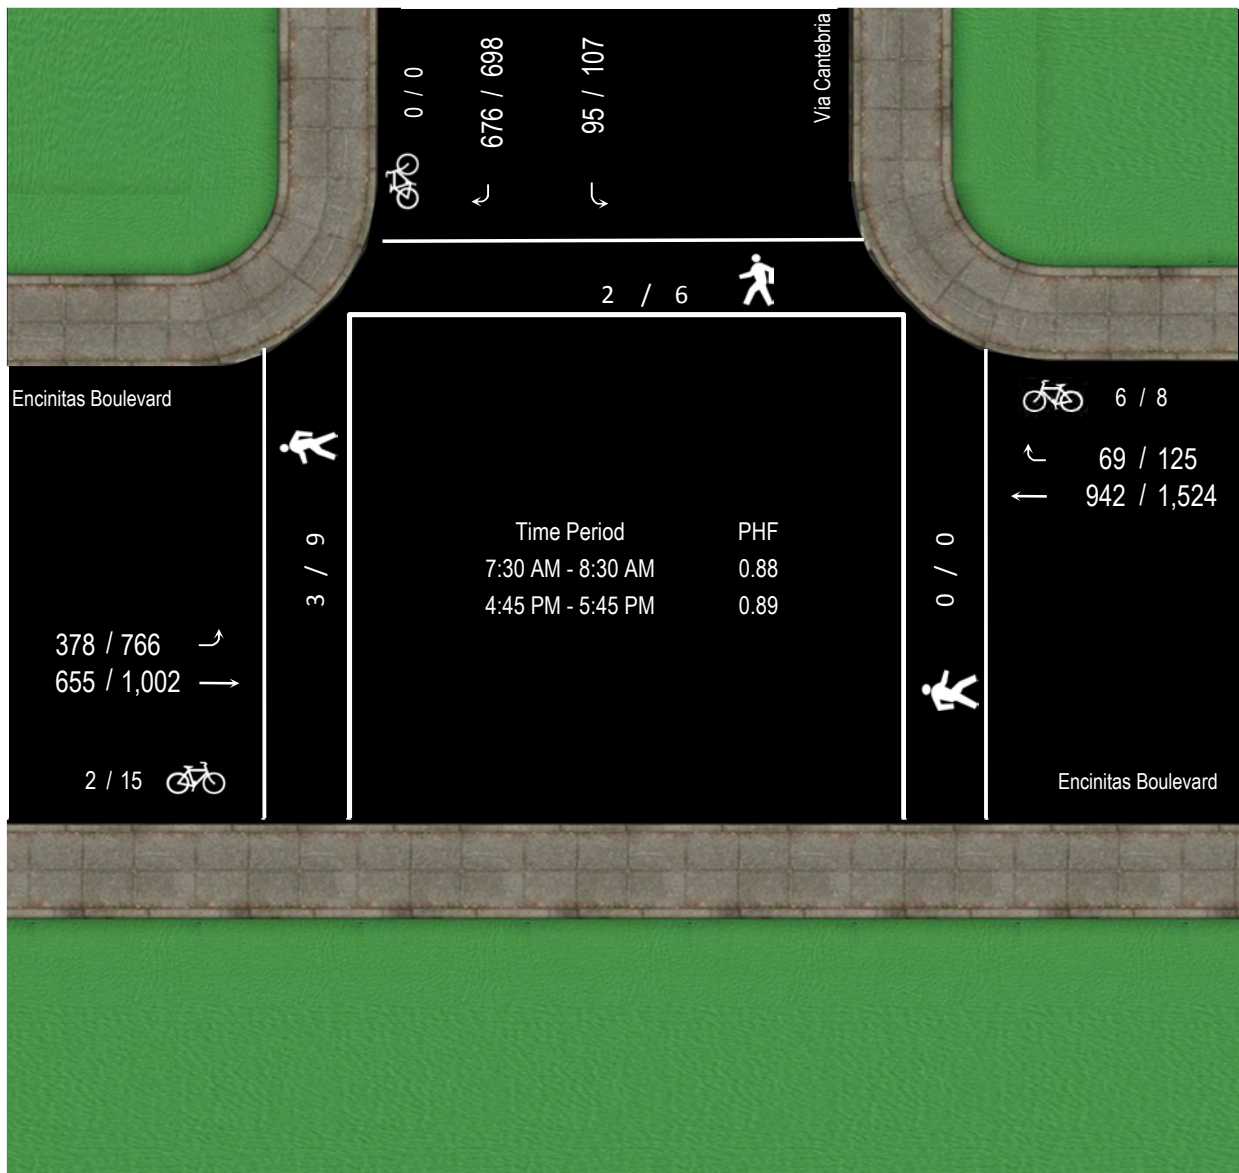 0 / 0
676 / 698
95 / 107
Via Cantebria
2 / 6
Encinitas Boulevard
6 / 8
69 / 125
942 / 1,524
3 / 9
0 / 0
Time Period PHF
7:30 AM - 8:30 AM 0.88
4:45 PM - 5:45 PM 0.89
378 / 766
655 / 1,002
2 / 15
Encinitas Boulevard